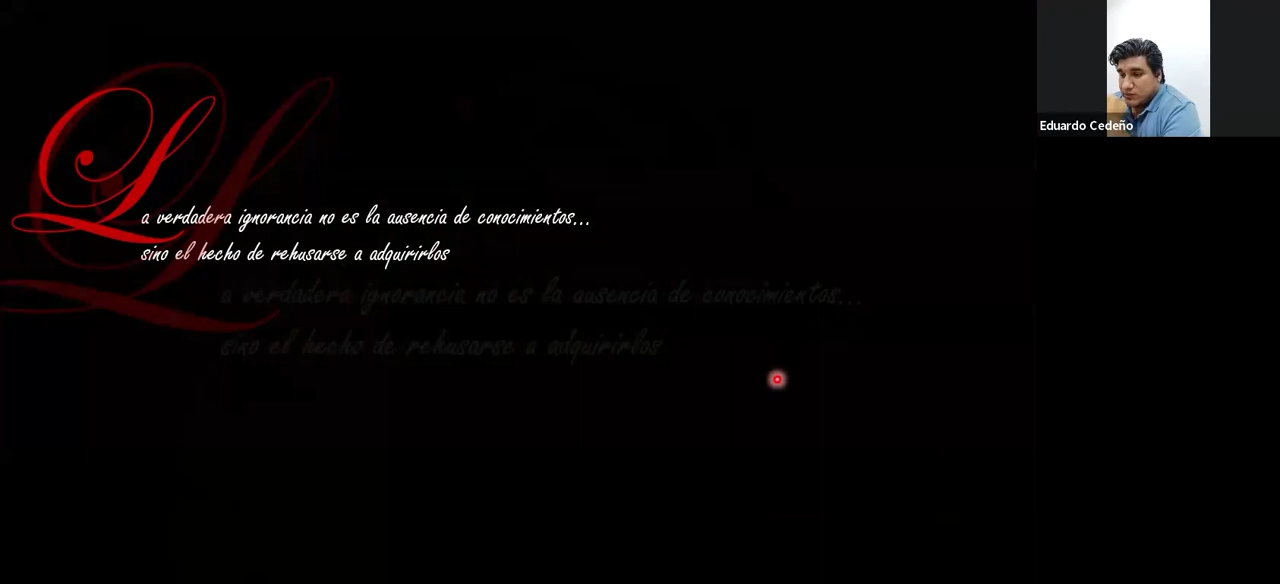 La verdadera ignorancia no es la ausencia de conocimientos...
sino el hecho de rehusarse a adquirirlos
La verdadera ignorancia no es la ausencia de conocimientos...
sino el hecho de rehusarse a adquirirlos
Eduardo Cedeño